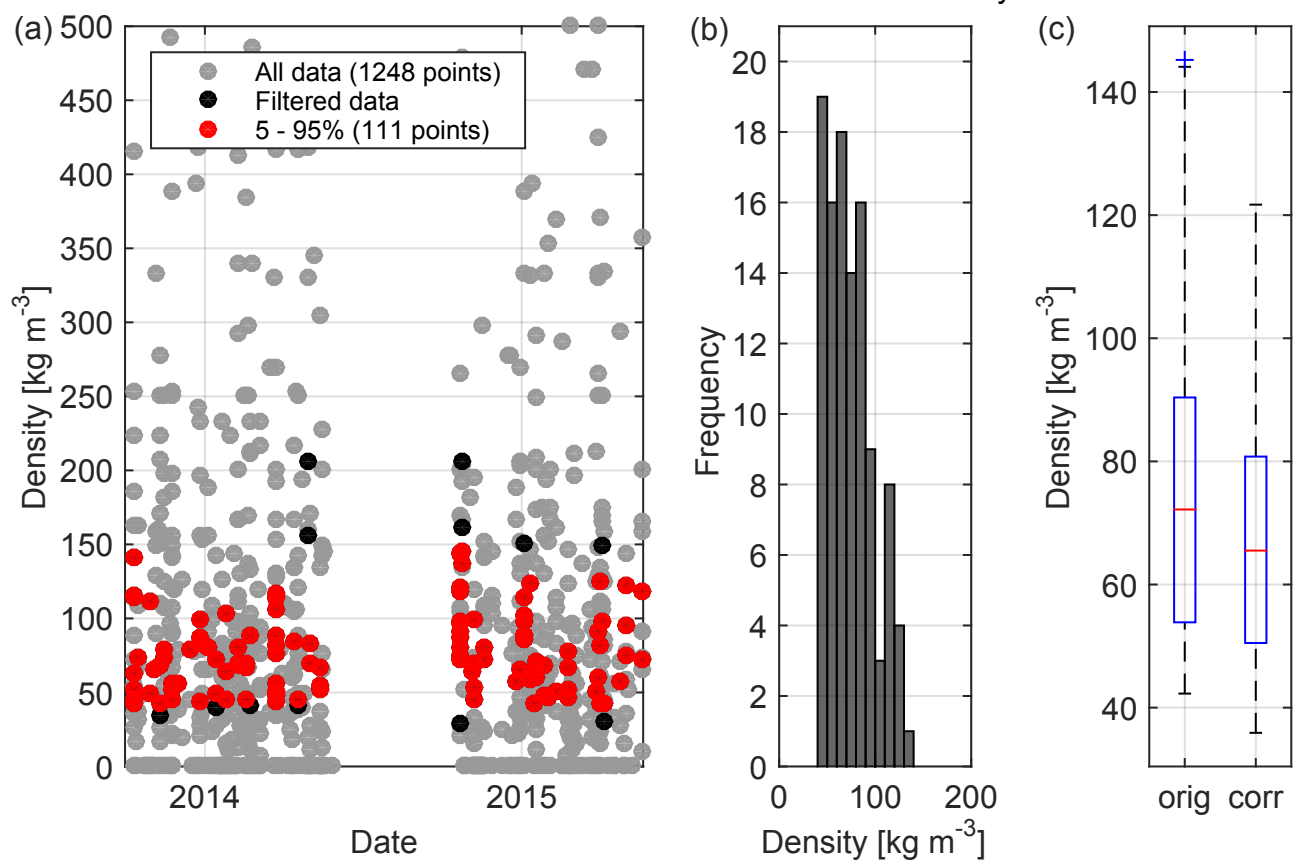 (a)
500
450
400
350
300
250
200
150
100
50
0
Density [kg m-3]
All data (1248 points)
Filtered data
5 - 95% (111 points)
2014
2015
Date
(b)
20
18
16
14
12
10
8
6
4
2
0
Frequency
0
100
200
Density [kg m-3]
(c)
140
120
100
80
60
40
Density [kg m-3]
orig
corr